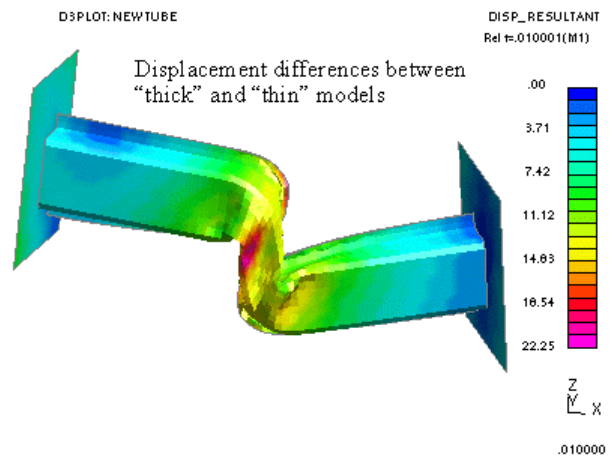 D3PLOT: NEWTUBE
DISP_RESULTANT
Rel t=.010001(M1)
Displacement differences between
“thick” and “thin” models
.00
3.71
7.42
11.12
14.83
18.54
22.25
Z
Y
X
.010000